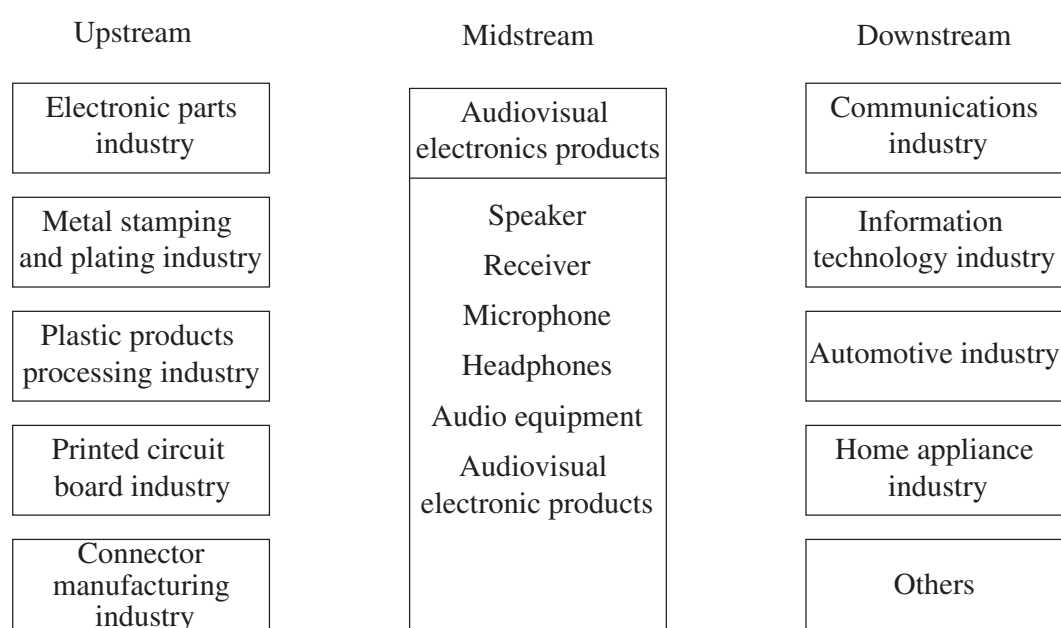 Upstream
Electronic parts
industry
Metal stamping
and plating industry
Plastic products
processing industry
Printed circuit
board industry
Connector
manufacturing
industry
Midstream
Audiovisual
electronics products
Speaker
Receiver
Microphone
Headphones
Audio equipment
Audiovisual
electronic products
Downstream
Communications
industry
Information
technology industry
Automotive industry
Home appliance
industry
Others